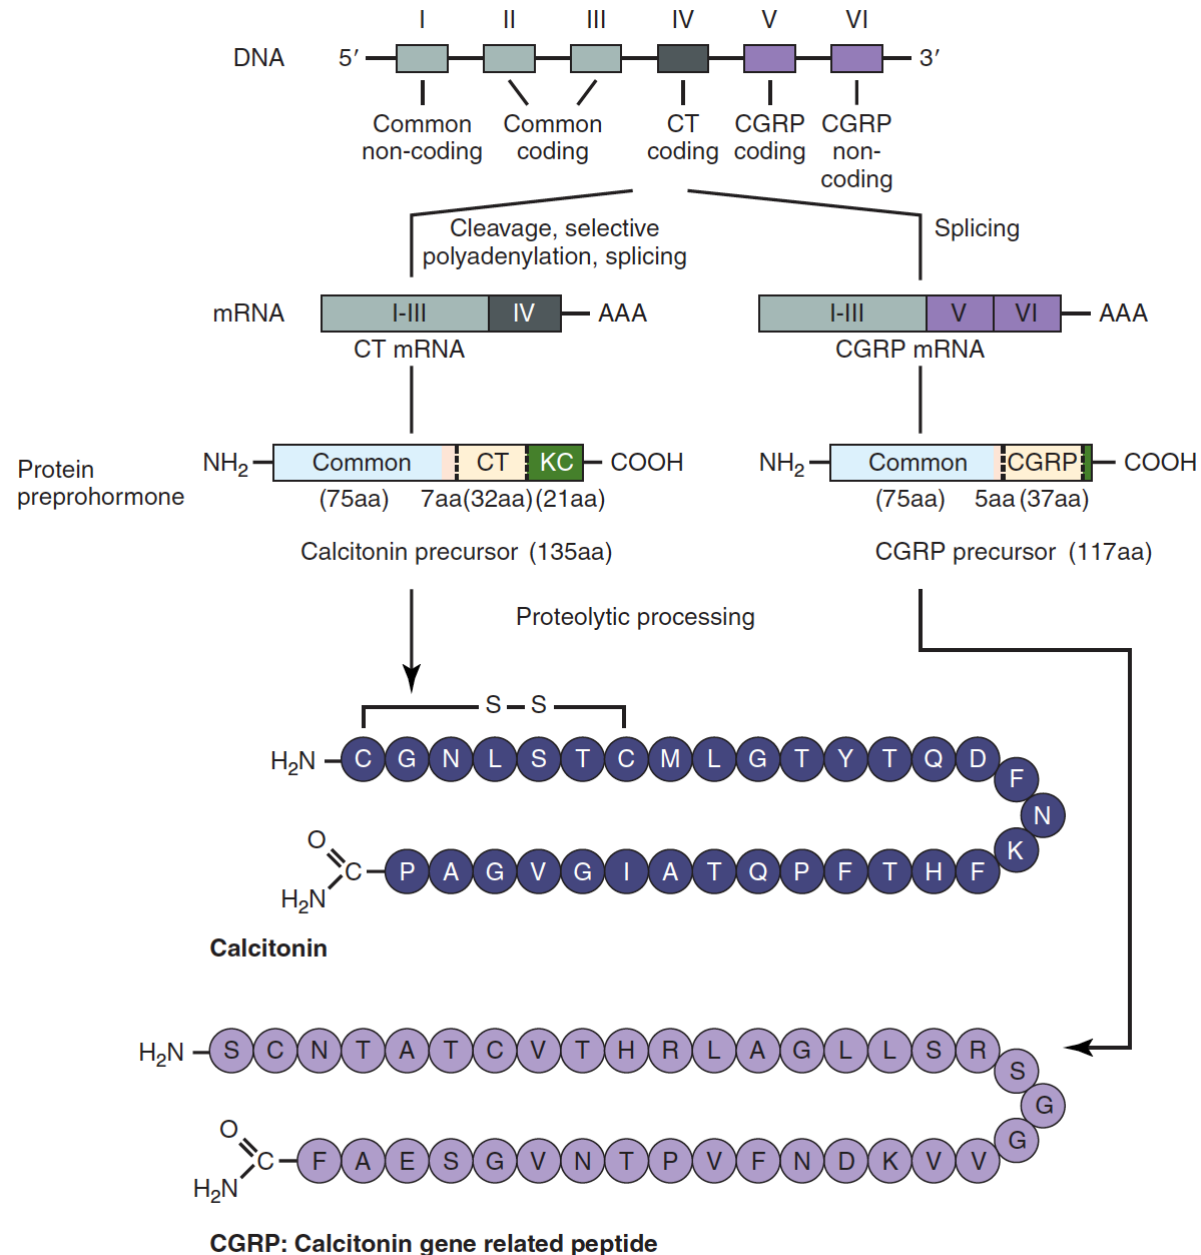 I II III IV V VI
DNA 5′ 3′
Common non-coding
Common coding
CT coding
CGRP coding
CGRP non-coding
Cleavage, selective
polyadenylation, splicing
Splicing
mRNA I-III IV AAA I-III V VI AAA
CT mRNA CGRP mRNA
Protein
preprohormone
NH2 Common CT KC COOH
(75aa) 7aa (32aa) (21aa)
Calcitonin precursor (135aa)
NH2 Common CGRP COOH
(75aa) 5aa (37aa)
CGRP precursor (117aa)
Proteolytic processing
S S
H2N C G N L S T C M L G T Y T Q D
F
N
K
O
C P A G V G I A T Q P F T H F
H2N
Calcitonin
H2N S C N T A T C V T H R L A G L L S R
S
G
G
O
C F A E S G V N T P V F N D K V V
H2N
CGRP: Calcitonin gene related peptide